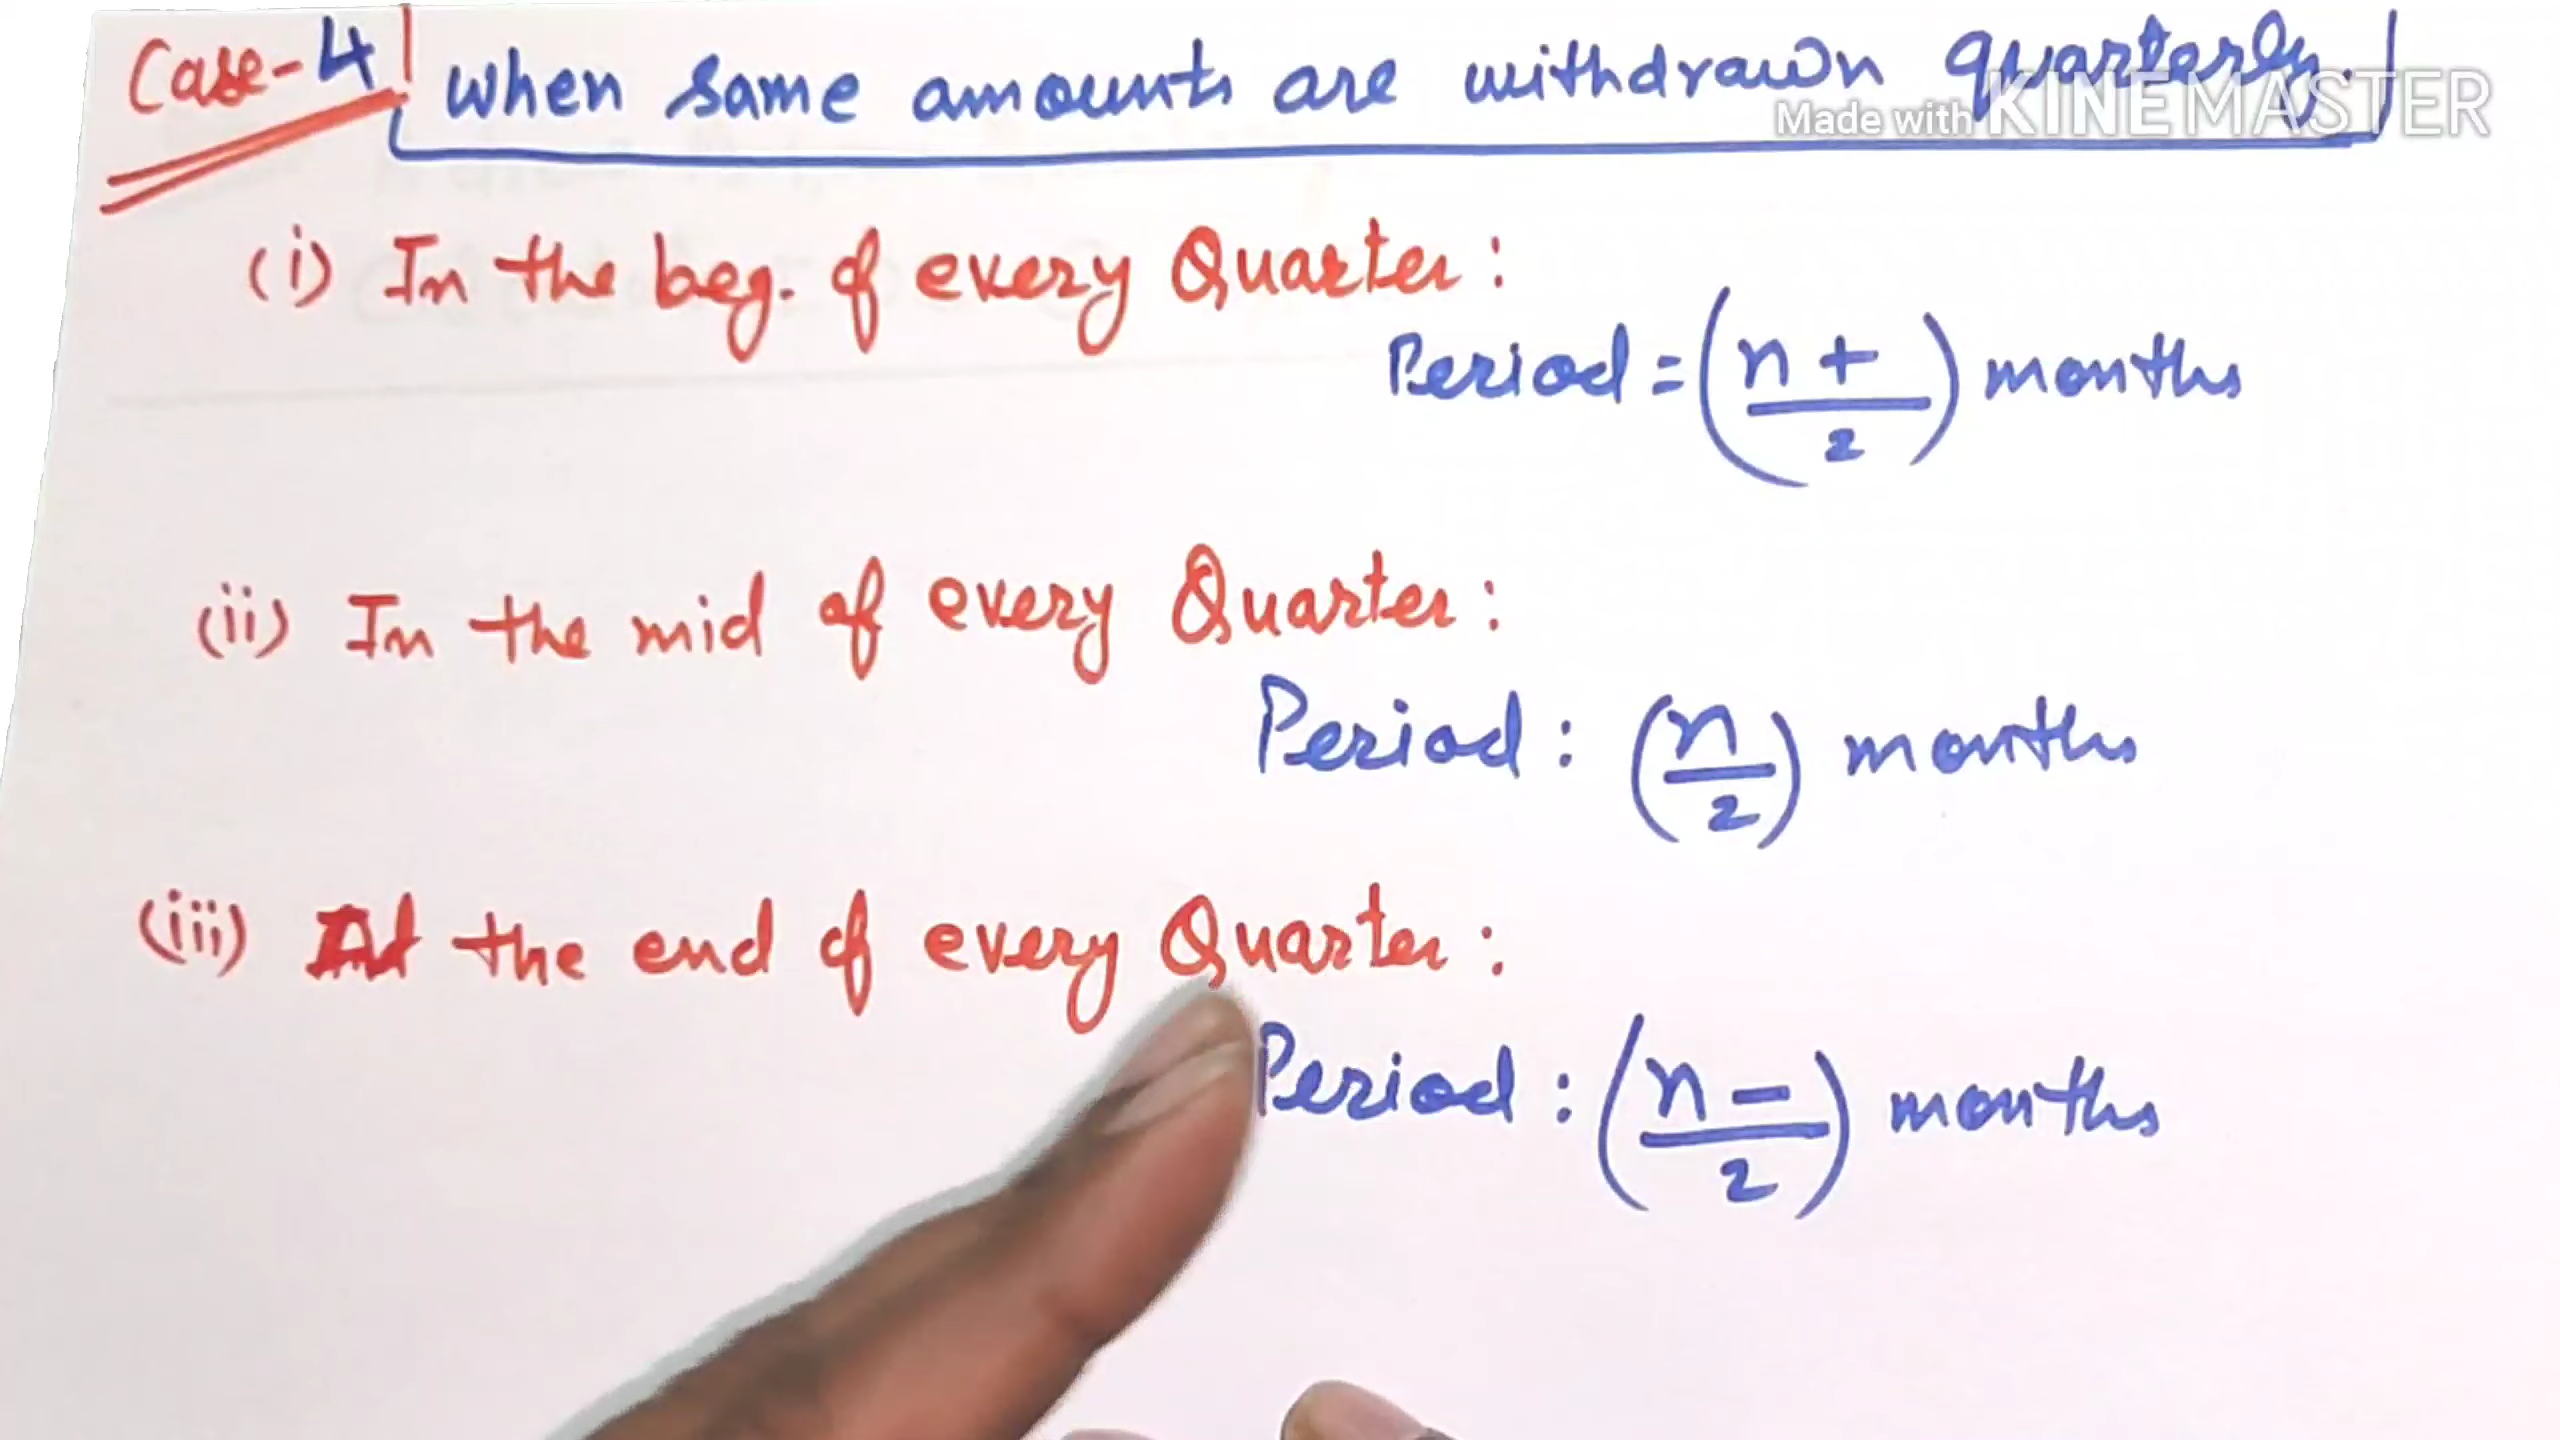 Case-4 When same amounts are withdrawn quarterly.
Made with KINEMASTER
(i) In the beg. of every Quarter:
Period = (n + / 2) months
(ii) In the mid of every Quarter:
Period : (n / 2) months
(iii) At the end of every Quarter:
Period : (n - / 2) months